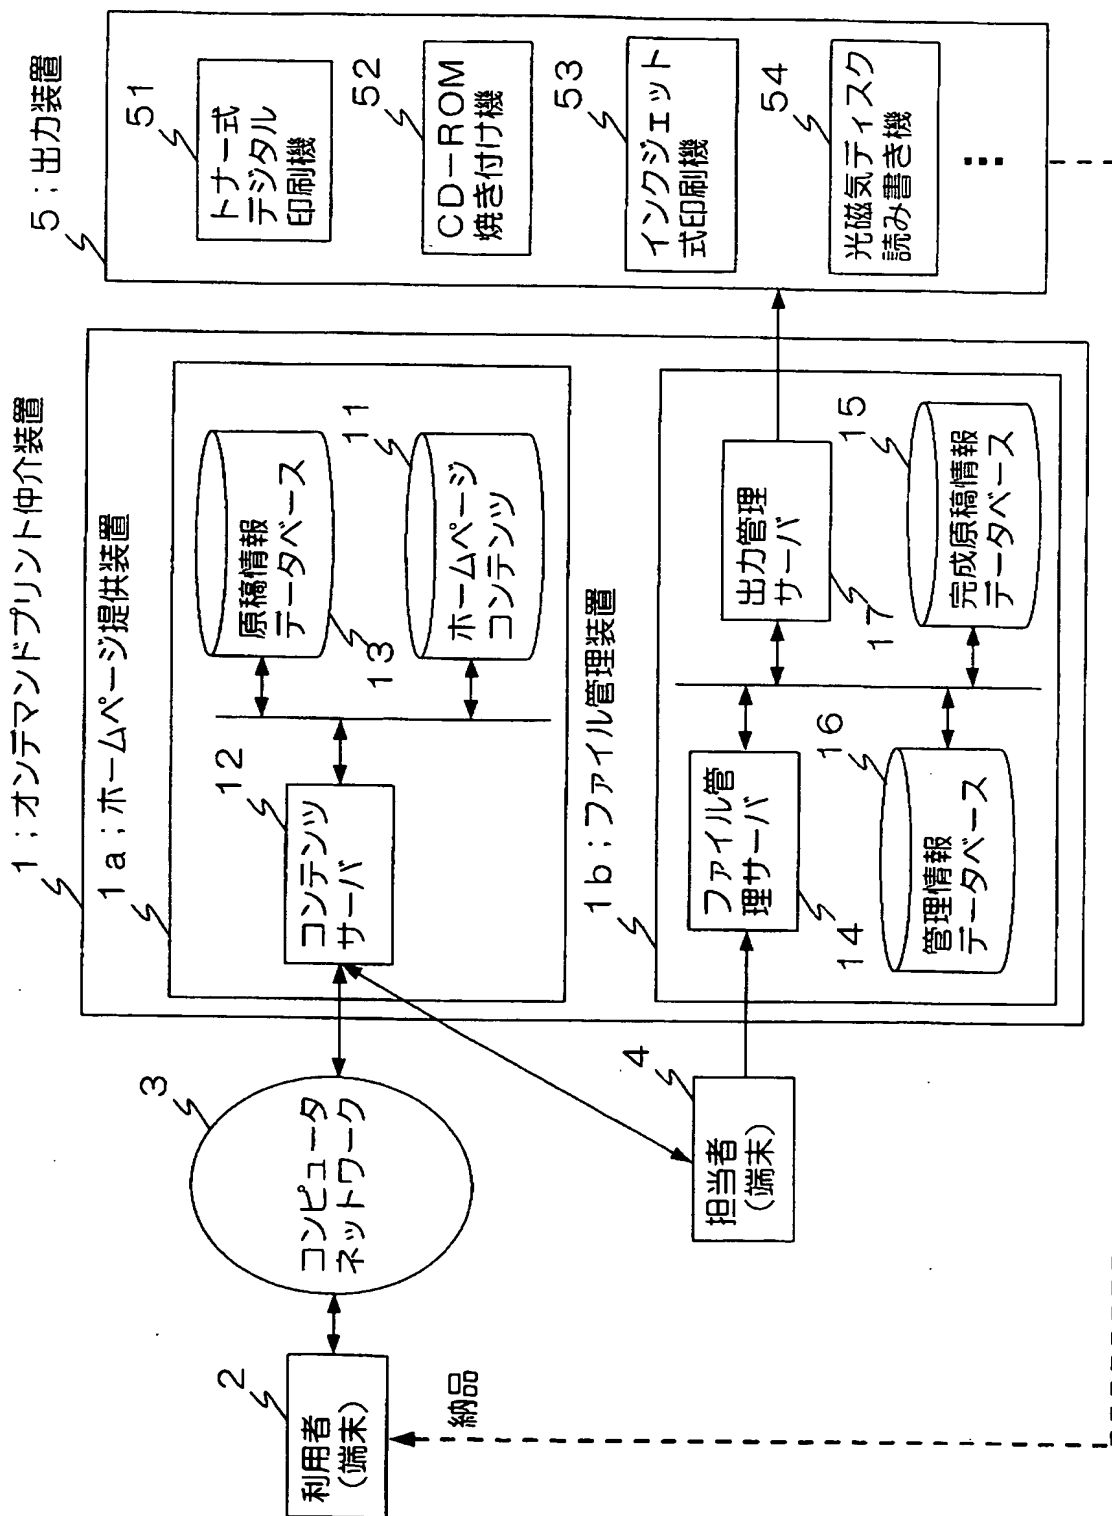 1;オンデマンドプリント仲介装置
1a;ホームページ提供装置
5;出力装置
51
トナー式
デジタル
印刷機
52
CD-ROM
焼き付け機
53
インクジェット
式印刷機
54
光磁気ディスク
読み書き機
⋯
13
原稿情報
データベース
11
ホームページ
コンテンツ
12
コンテンツ
サーバ
3
コンピュータ
ネットワーク
2
利用者
(端末)
納品
1b;ファイル管理装置
17
出力管理
サーバ
15
完成原稿情報
データベース
14
ファイル管
理サーバ
16
管理情報
データベース
4
担当者
(端末)